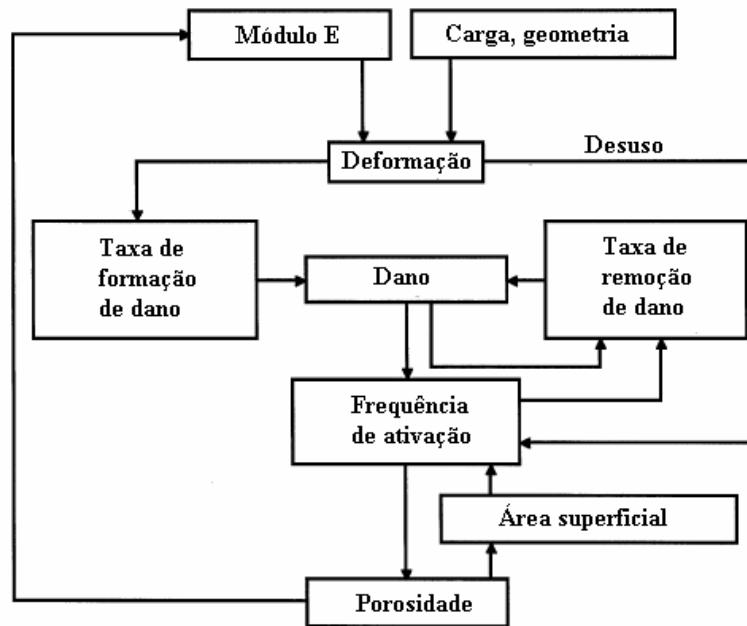 Módulo E
Carga, geometria
Deformação
Desuso
Taxa de
formação
de dano
Dano
Taxa de
remoção
de dano
Frequência
de ativação
Área superficial
Porosidade